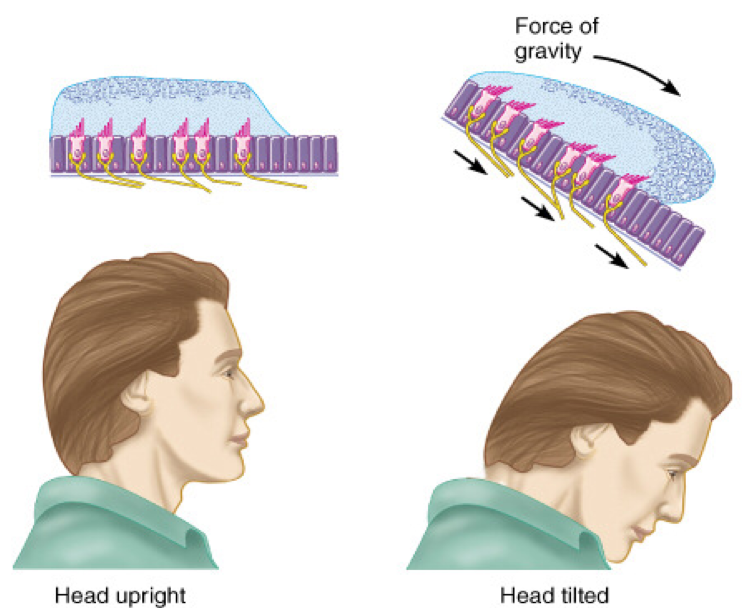 Force of
gravity
Head upright
Head tilted